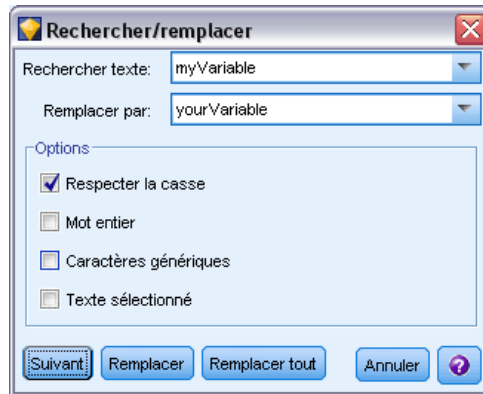 Rechercher/remplacer
Rechercher texte: myVariable
Remplacer par: yourVariable
Options
Respecter la casse
Mot entier
Caractères génériques
Texte sélectionné
Suivant Remplacer Remplacer tout Annuler ?